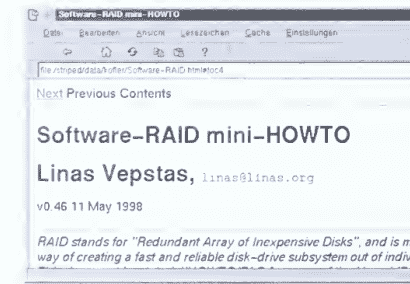 Software-RAID mini-HOWTO
Datei Bearbeiten Ansicht Lesezeichen Cache Einstellungen
?
file:/striped/data/kofler/Software-RAID.html#toc4
Next Previous Contents
Software-RAID mini-HOWTO
Linas Vepstas, linas@linas.org
v0.46 11 May 1998
RAID stands for "Redundant Array of Inexpensive Disks", and is m
way of creating a fast and reliable disk-drive subsystem out of indiv